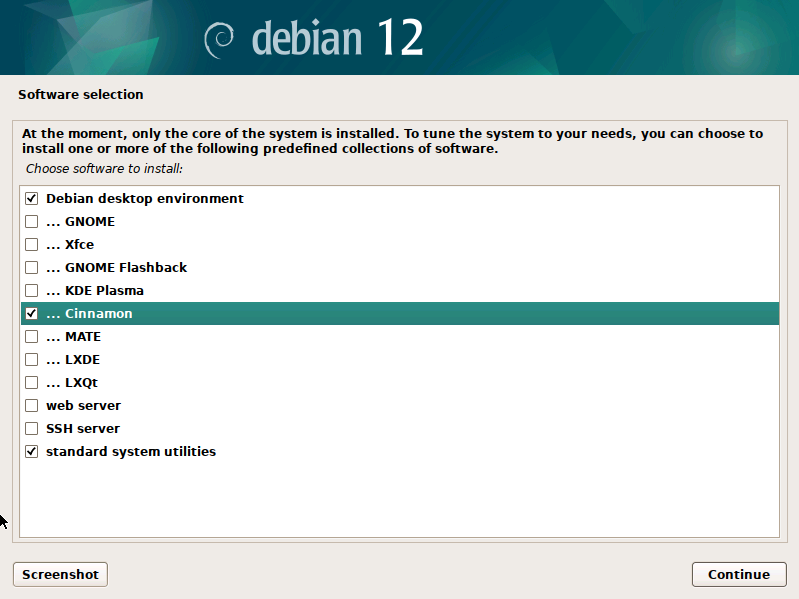 debian 12
Software selection
At the moment, only the core of the system is installed. To tune the system to your needs, you can choose to
install one or more of the following predefined collections of software.
Choose software to install:
Debian desktop environment
... GNOME
... Xfce
... GNOME Flashback
... KDE Plasma
... Cinnamon
... MATE
... LXDE
... LXQt
web server
SSH server
standard system utilities
Screenshot
Continue